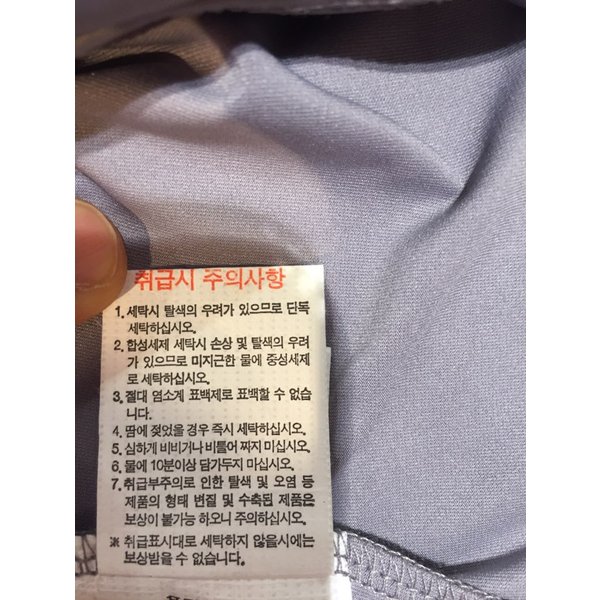 취급시 주의사항
1. 세탁시 탈색의 우려가 있으므로 단독
세탁하십시오.
2. 합성세제 세탁시 손상 및 탈색의 우려
가 있으므로 미지근한 물에 중성세제
로 세탁하십시오.
3. 절대 염소계 표백제로 표백할 수 없습
니다.
4. 땀에 젖었을 경우 즉시 세탁하십시오.
5. 심하게 비비거나 비틀어 짜지 마십시오.
6. 물에 10분이상 담가두지 마십시오.
7. 취급부주의로 인한 탈색 및 오염 등
제품의 형태 변질 및 수축된 제품은
보상이 불가능 하오니 주의하십시오.
※ 취급표시대로 세탁하지 않을시에는
보상받을 수 없습니다.